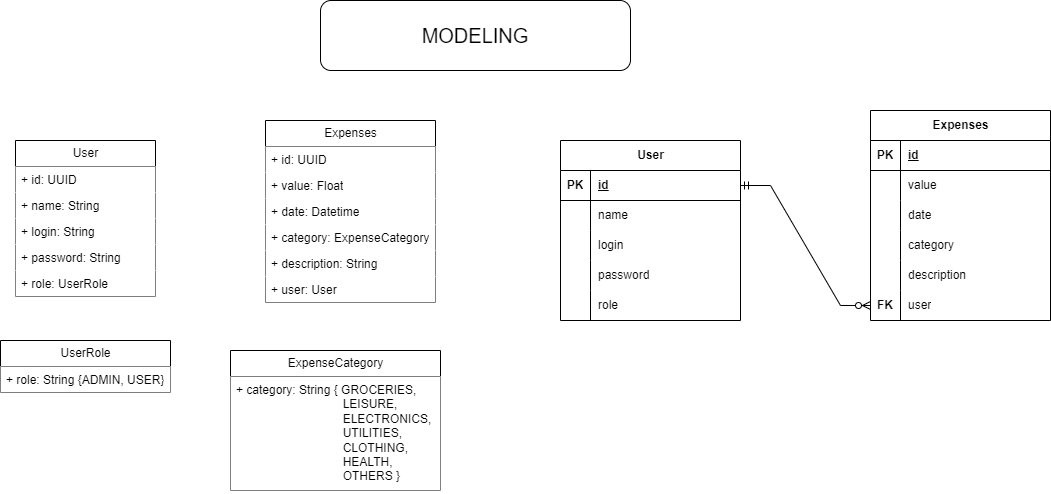 MODELING
User
+ id: UUID
+ name: String
+ login: String
+ password: String
+ role: UserRole
Expenses
+ id: UUID
+ value: Float
+ date: Datetime
+ category: ExpenseCategory
+ description: String
+ user: User
UserRole
+ role: String {ADMIN, USER}
ExpenseCategory
+ category: String { GROCERIES,
LEISURE,
ELECTRONICS,
UTILITIES,
CLOTHING,
HEALTH,
OTHERS }
User
PK id
name
login
password
role
Expenses
PK id
value
date
category
description
FK user